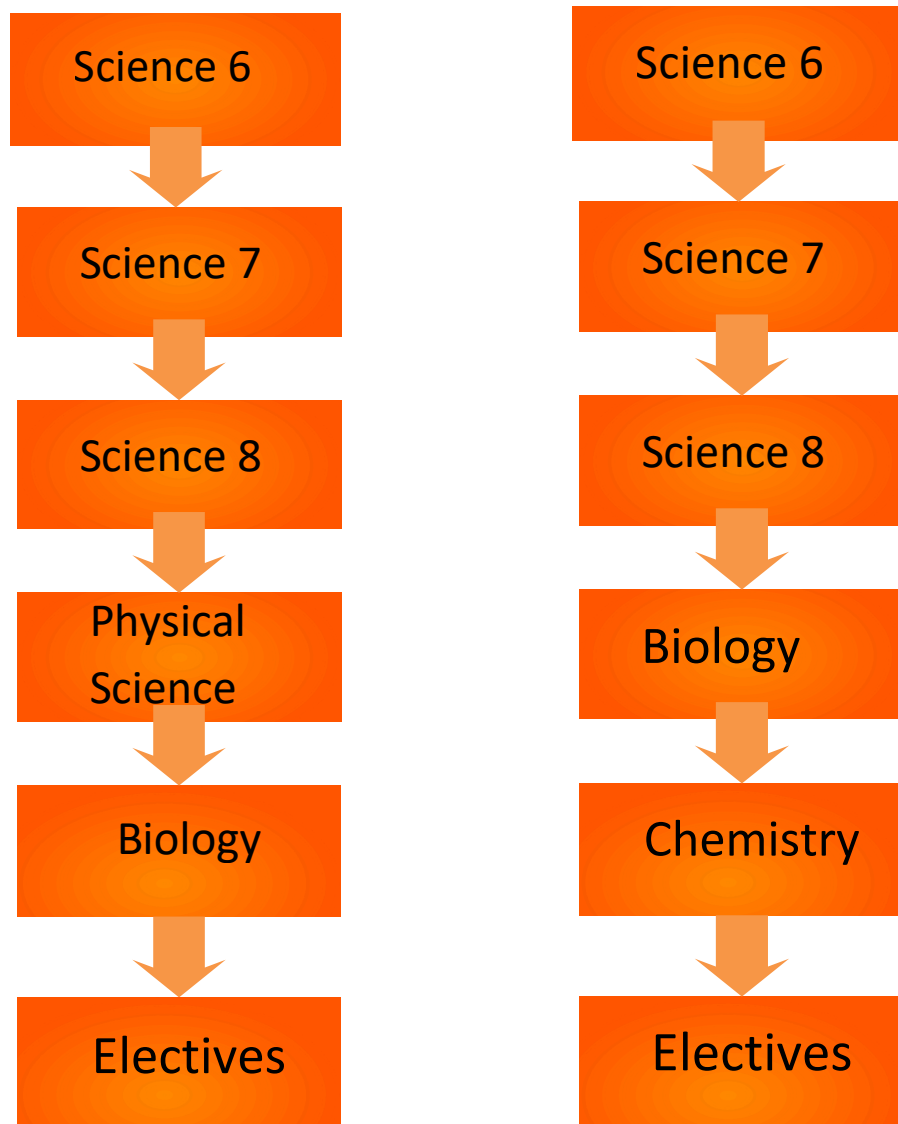 Science 6
Science 7
Science 8
Physical
Science
Biology
Electives
Science 6
Science 7
Science 8
Biology
Chemistry
Electives